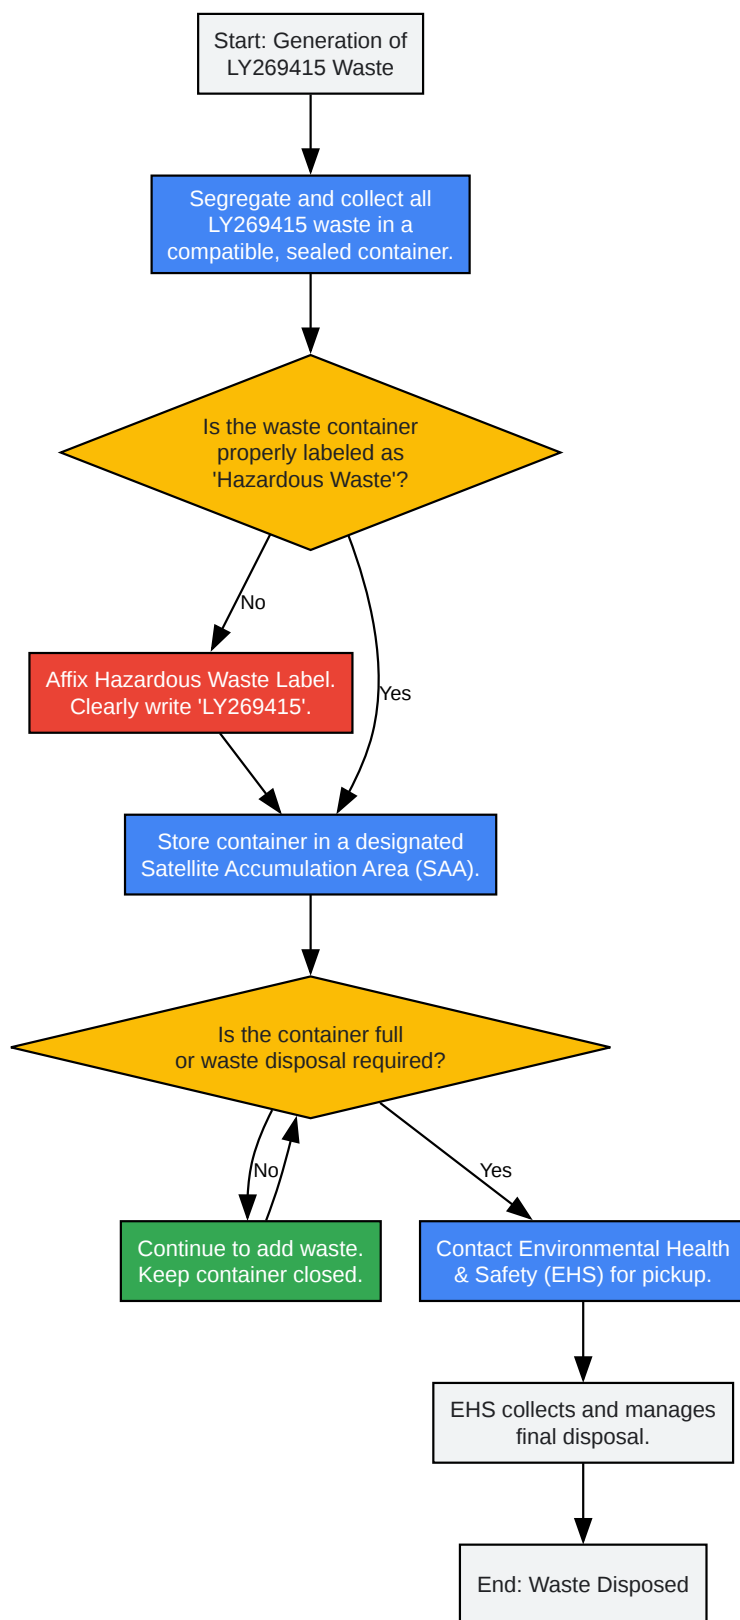 Start: Generation of
LY269415 Waste
Segregate and collect all
LY269415 waste in a
compatible, sealed container.
Is the waste container
properly labeled as
'Hazardous Waste'?
No
Affix Hazardous Waste Label.
Clearly write 'LY269415'.
Yes
Store container in a designated
Satellite Accumulation Area (SAA).
Is the container full
or waste disposal required?
No
Yes
Continue to add waste.
Keep container closed.
Contact Environmental Health
& Safety (EHS) for pickup.
EHS collects and manages
final disposal.
End: Waste Disposed